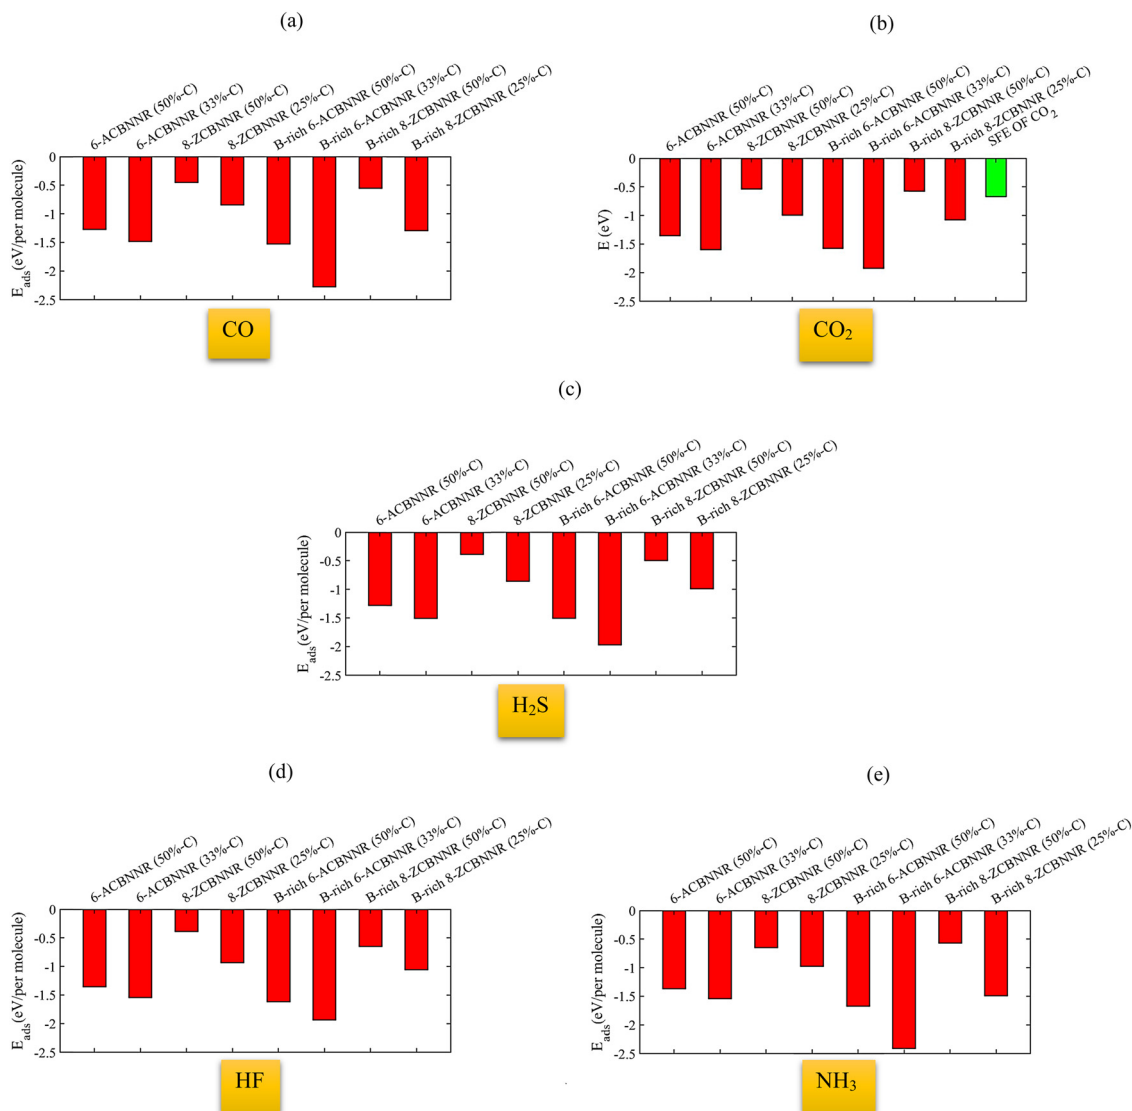 (a)
6-ACBNNR (50%-C)
6-ACBNNR (33%-C)
8-ZCBNNR (50%-C)
8-ZCBNNR (25%-C)
B-rich 6-ACBNNR (50%-C)
B-rich 6-ACBNNR (33%-C)
B-rich 8-ZCBNNR (50%-C)
B-rich 8-ZCBNNR (25%-C)
0
-0.5
-1
-1.5
-2
-2.5
E_ads (eV/per molecule)
CO
(b)
6-ACBNNR (50%-C)
6-ACBNNR (33%-C)
8-ZCBNNR (50%-C)
8-ZCBNNR (25%-C)
B-rich 6-ACBNNR (50%-C)
B-rich 6-ACBNNR (33%-C)
B-rich 8-ZCBNNR (50%-C)
B-rich 8-ZCBNNR (25%-C)
SFE OF CO₂
0
-0.5
-1
-1.5
-2
-2.5
E (eV)
CO₂
(c)
6-ACBNNR (50%-C)
6-ACBNNR (33%-C)
8-ZCBNNR (50%-C)
8-ZCBNNR (25%-C)
B-rich 6-ACBNNR (50%-C)
B-rich 6-ACBNNR (33%-C)
B-rich 8-ZCBNNR (50%-C)
B-rich 8-ZCBNNR (25%-C)
0
-0.5
-1
-1.5
-2
-2.5
E_ads (eV/per molecule)
H₂S
(d)
6-ACBNNR (50%-C)
6-ACBNNR (33%-C)
8-ZCBNNR (50%-C)
8-ZCBNNR (25%-C)
B-rich 6-ACBNNR (50%-C)
B-rich 6-ACBNNR (33%-C)
B-rich 8-ZCBNNR (50%-C)
B-rich 8-ZCBNNR (25%-C)
0
-0.5
-1
-1.5
-2
-2.5
E_ads (eV/per molecule)
HF
(e)
6-ACBNNR (50%-C)
6-ACBNNR (33%-C)
8-ZCBNNR (50%-C)
8-ZCBNNR (25%-C)
B-rich 6-ACBNNR (50%-C)
B-rich 6-ACBNNR (33%-C)
B-rich 8-ZCBNNR (50%-C)
B-rich 8-ZCBNNR (25%-C)
0
-0.5
-1
-1.5
-2
-2.5
E_ads (eV/per molecule)
NH₃